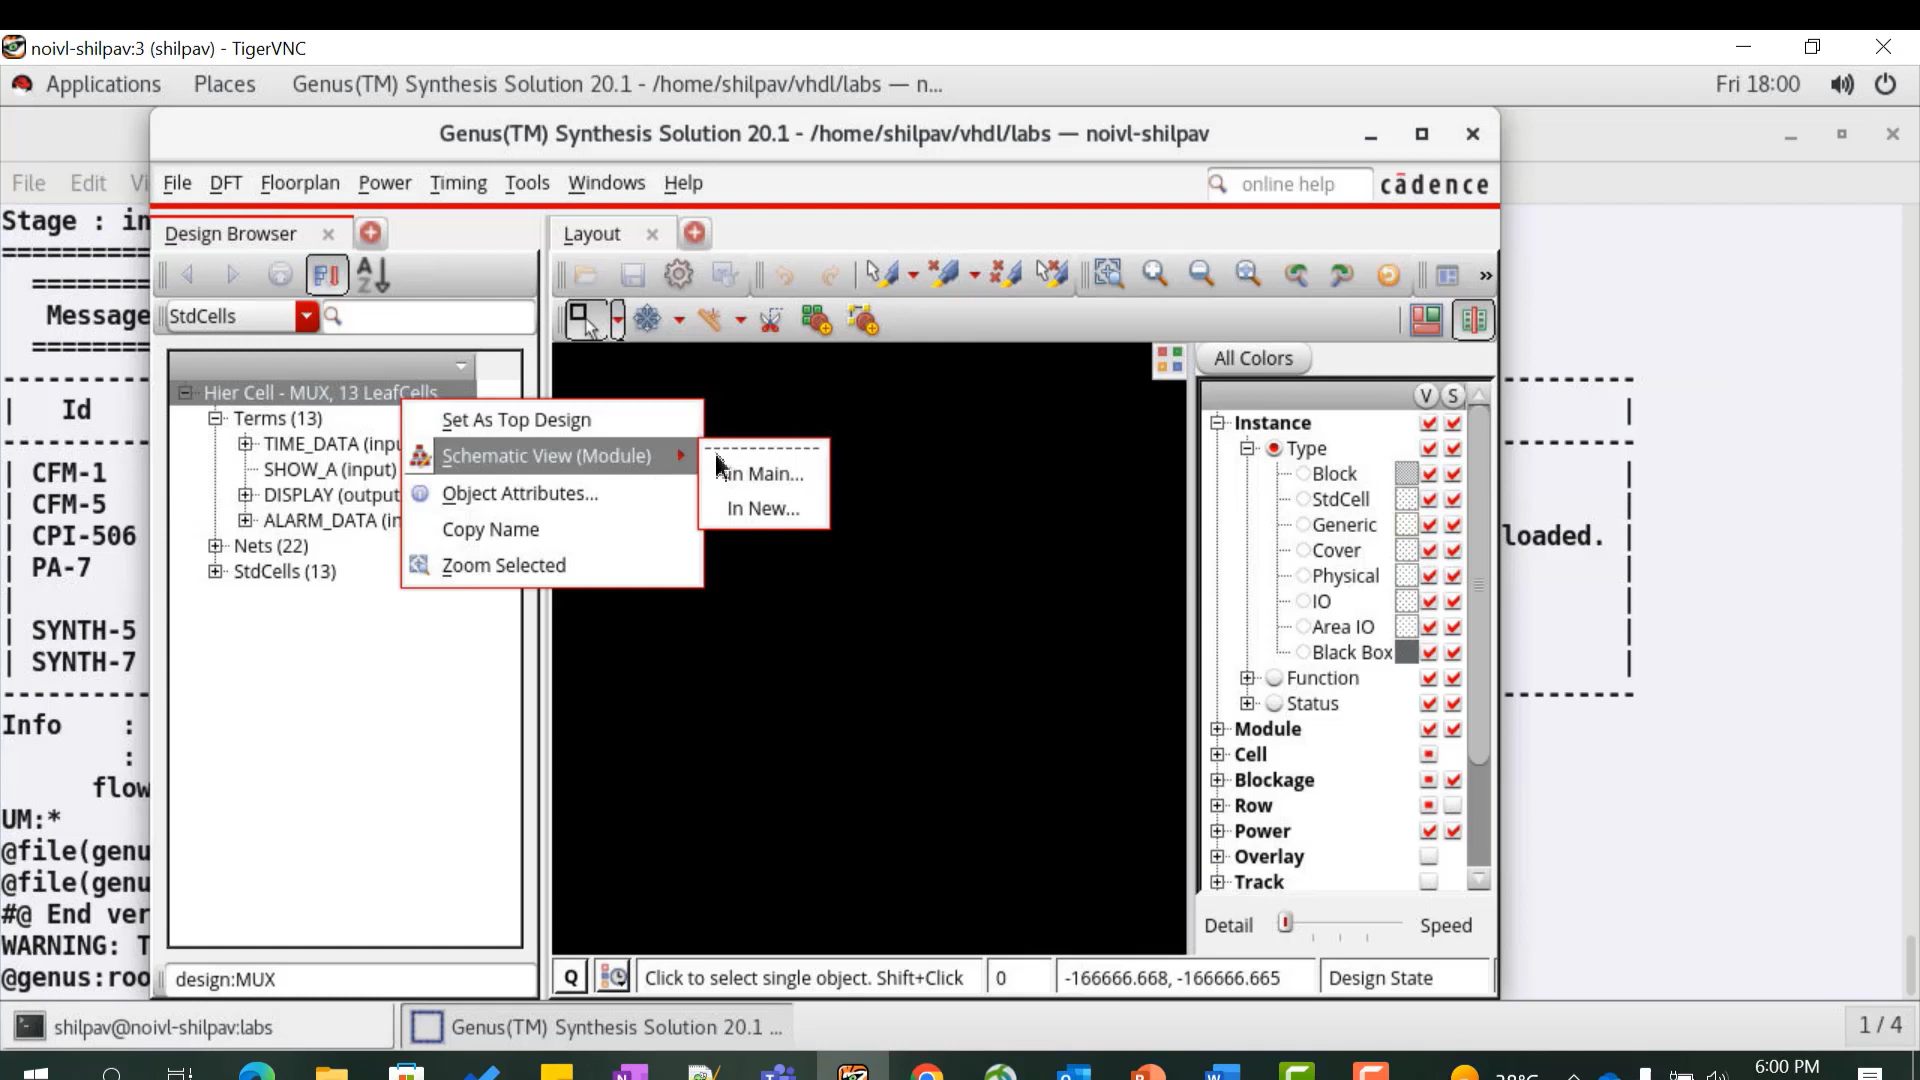 noivl-shilpav:3 (shilpav) - TigerVNC
Applications Places Genus(TM) Synthesis Solution 20.1 - /home/shilpav/vhdl/labs — n... Fri 18:00
Genus(TM) Synthesis Solution 20.1 - /home/shilpav/vhdl/labs — noivl-shilpav
File Edit Vi
File DFT Floorplan Power Timing Tools Windows Help online help cādence
Stage : in
Design Browser Layout
Message
StdCells
All Colors
V S
Hier Cell - MUX, 13 LeafCells
Terms (13)
TIME_DATA (inpu
SHOW_A (input)
DISPLAY (output
ALARM_DATA (in
Nets (22)
StdCells (13)
Set As Top Design
Schematic View (Module)
Object Attributes...
Copy Name
Zoom Selected
in Main...
In New...
Instance
Type
Block
StdCell
Generic
Cover
Physical
IO
Area IO
Black Box
Function
Status
Module
Cell
Blockage
Row
Power
Overlay
Track
Detail Speed
| Id |
| CFM-1
| CFM-5
| CPI-506 loaded. |
| PA-7
| SYNTH-5
| SYNTH-7
Info :
:
flow
UM:*
@file(genu
@file(genu
#@ End ver
WARNING: T
@genus:roo
design:MUX
Q Click to select single object. Shift+Click 0 -166666.668, -166666.665 Design State
shilpav@noivl-shilpav:labs Genus(TM) Synthesis Solution 20.1 ... 1 / 4
6:00 PM